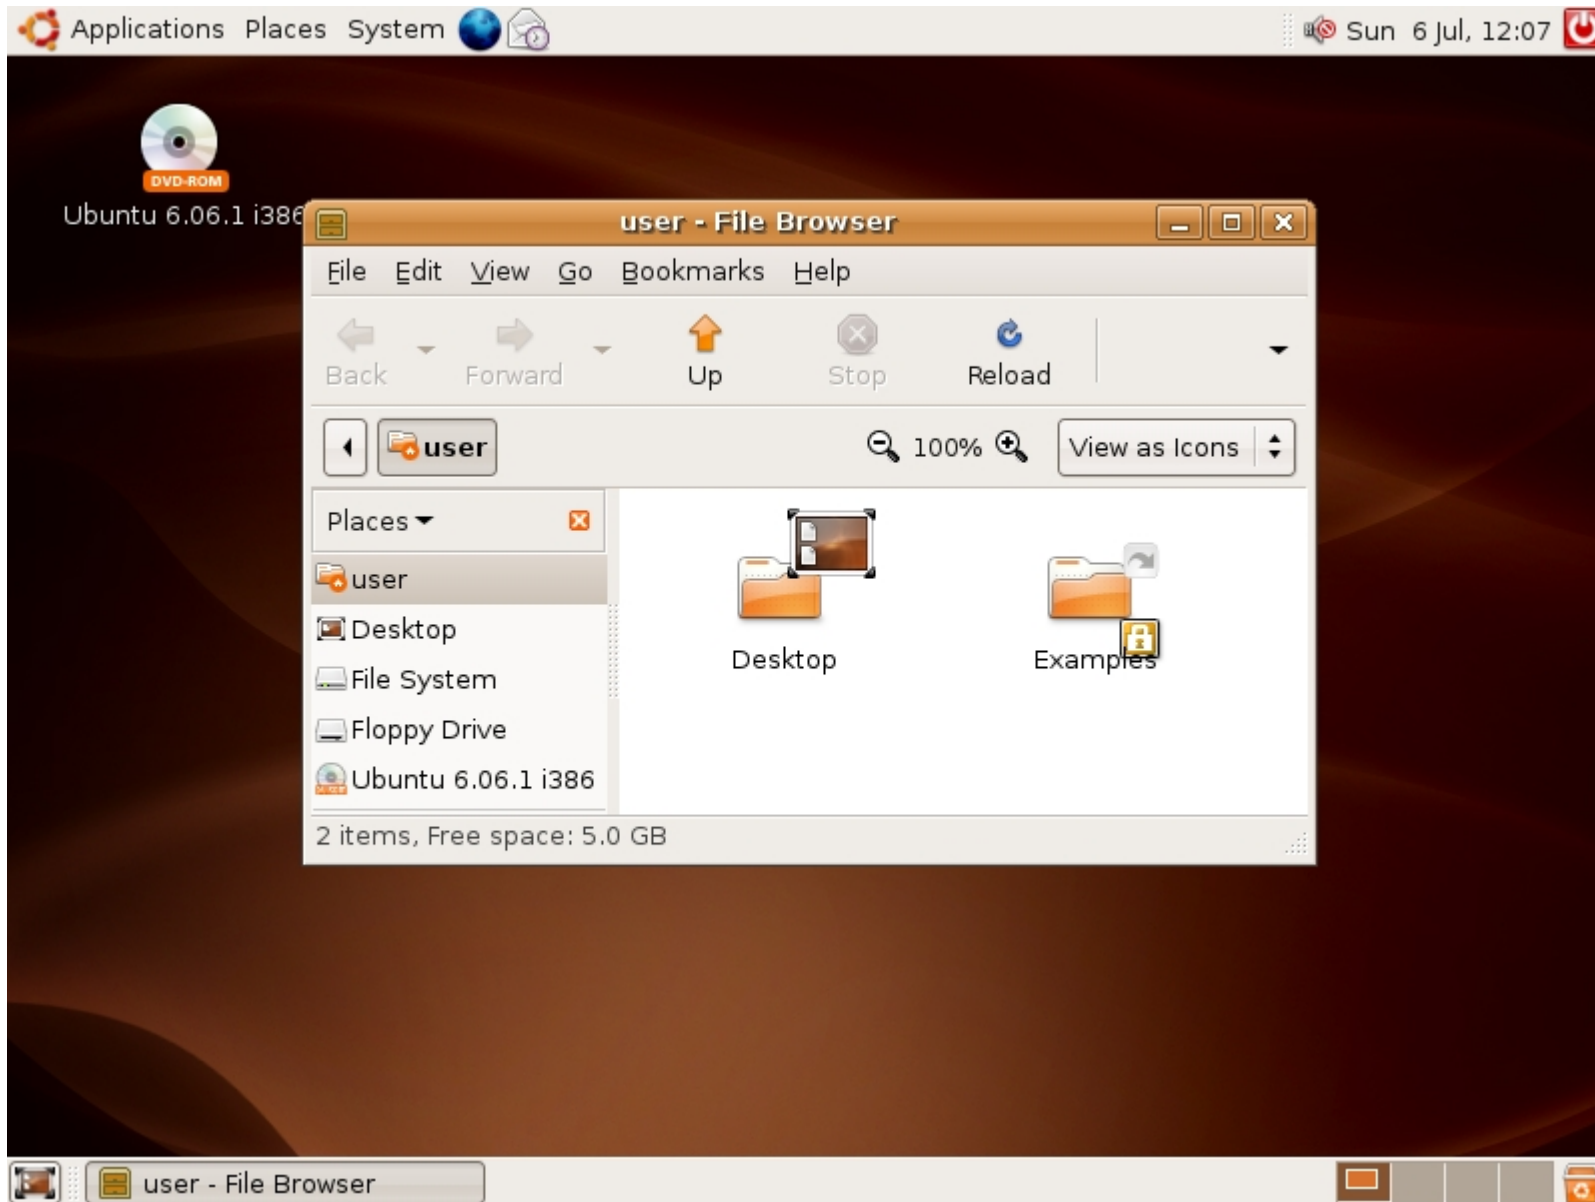 Applications Places System
Sun 6 Jul, 12:07
DVD-ROM
Ubuntu 6.06.1 i386
user - File Browser
File Edit View Go Bookmarks Help
Back Forward Up Stop Reload
user 100% View as Icons
Places
user
Desktop
File System
Floppy Drive
Ubuntu 6.06.1 i386
Desktop
Examples
2 items, Free space: 5.0 GB
user - File Browser